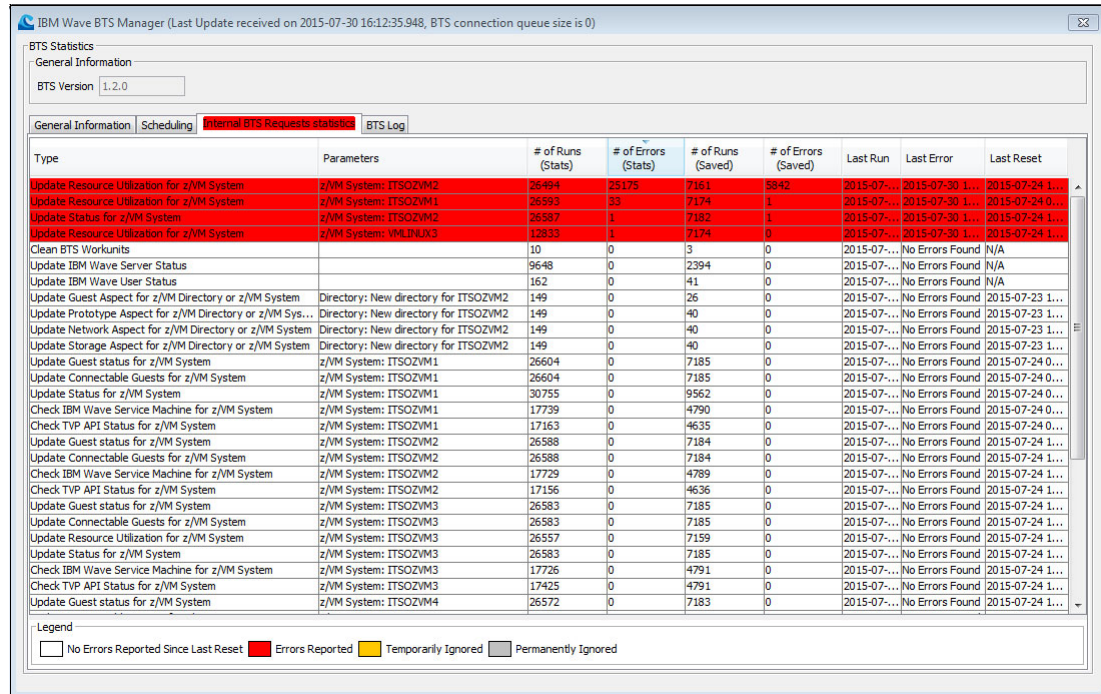 IBM Wave BTS Manager (Last Update received on 2015-07-30 16:12:35.948, BTS connection queue size is 0)
BTS Statistics
General Information
BTS Version 1.2.0
General Information Scheduling Internal BTS Requests statistics BTS Log
Type Parameters # of Runs (Stats) # of Errors (Stats) # of Runs (Saved) # of Errors (Saved) Last Run Last Error Last Reset
Update Resource Utilization for z/VM System z/VM System: ITSOZVM2 26494 25175 7161 5842 2015-07-... 2015-07-30 1... 2015-07-24 1...
Update Resource Utilization for z/VM System z/VM System: ITSOZVM1 26593 33 7174 1 2015-07-... 2015-07-30 1... 2015-07-24 0...
Update Status for z/VM System z/VM System: ITSOZVM2 26587 1 7182 1 2015-07-... 2015-07-30 1... 2015-07-24 1...
Update Resource Utilization for z/VM System z/VM System: VMLINUX3 12833 1 7174 0 2015-07-... 2015-07-30 1... 2015-07-24 1...
Clean BTS Workunits 10 0 3 0 2015-07-... No Errors Found N/A
Update IBM Wave Server Status 9648 0 2394 0 2015-07-... No Errors Found N/A
Update IBM Wave User Status 162 0 41 0 2015-07-... No Errors Found N/A
Update Guest Aspect for z/VM Directory or z/VM System Directory: New directory for ITSOZVM2 149 0 26 0 2015-07-... No Errors Found 2015-07-23 1...
Update Prototype Aspect for z/VM Directory or z/VM Sys... Directory: New directory for ITSOZVM2 149 0 40 0 2015-07-... No Errors Found 2015-07-23 1...
Update Network Aspect for z/VM Directory or z/VM System Directory: New directory for ITSOZVM2 149 0 40 0 2015-07-... No Errors Found 2015-07-23 1...
Update Storage Aspect for z/VM Directory or z/VM System Directory: New directory for ITSOZVM2 149 0 40 0 2015-07-... No Errors Found 2015-07-23 1...
Update Guest status for z/VM System z/VM System: ITSOZVM1 26604 0 7185 0 2015-07-... No Errors Found 2015-07-24 0...
Update Connectable Guests for z/VM System z/VM System: ITSOZVM1 26604 0 7185 0 2015-07-... No Errors Found 2015-07-24 0...
Update Status for z/VM System z/VM System: ITSOZVM1 30755 0 9562 0 2015-07-... No Errors Found 2015-07-24 0...
Check IBM Wave Service Machine for z/VM System z/VM System: ITSOZVM1 17739 0 4790 0 2015-07-... No Errors Found 2015-07-24 0...
Check TVP API Status for z/VM System z/VM System: ITSOZVM1 17163 0 4635 0 2015-07-... No Errors Found 2015-07-24 0...
Update Guest status for z/VM System z/VM System: ITSOZVM2 26588 0 7184 0 2015-07-... No Errors Found 2015-07-24 1...
Update Connectable Guests for z/VM System z/VM System: ITSOZVM2 26588 0 7184 0 2015-07-... No Errors Found 2015-07-24 1...
Check IBM Wave Service Machine for z/VM System z/VM System: ITSOZVM2 17729 0 4789 0 2015-07-... No Errors Found 2015-07-24 1...
Check TVP API Status for z/VM System z/VM System: ITSOZVM2 17156 0 4636 0 2015-07-... No Errors Found 2015-07-24 1...
Update Guest status for z/VM System z/VM System: ITSOZVM3 26583 0 7185 0 2015-07-... No Errors Found 2015-07-24 1...
Update Connectable Guests for z/VM System z/VM System: ITSOZVM3 26583 0 7185 0 2015-07-... No Errors Found 2015-07-24 1...
Update Resource Utilization for z/VM System z/VM System: ITSOZVM3 26557 0 7159 0 2015-07-... No Errors Found 2015-07-24 1...
Update Status for z/VM System z/VM System: ITSOZVM3 26583 0 7185 0 2015-07-... No Errors Found 2015-07-24 1...
Check IBM Wave Service Machine for z/VM System z/VM System: ITSOZVM3 17726 0 4791 0 2015-07-... No Errors Found 2015-07-24 1...
Check TVP API Status for z/VM System z/VM System: ITSOZVM3 17425 0 4791 0 2015-07-... No Errors Found 2015-07-24 1...
Update Guest status for z/VM System z/VM System: ITSOZVM4 26572 0 7183 0 2015-07-... No Errors Found 2015-07-24 1...
Legend
No Errors Reported Since Last Reset Errors Reported Temporarily Ignored Permanently Ignored